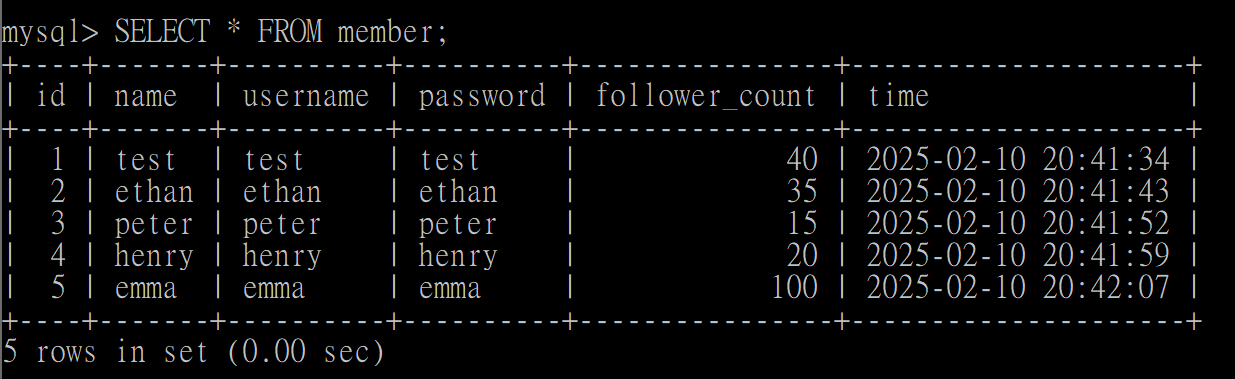 mysql> SELECT * FROM member;
+----+-------+----------+----------+----------------+---------------------+
| id | name  | username | password | follower_count | time                |
+----+-------+----------+----------+----------------+---------------------+
|  1 | test  | test     | test     |             40 | 2025-02-10 20:41:34 |
|  2 | ethan | ethan    | ethan    |             35 | 2025-02-10 20:41:43 |
|  3 | peter | peter    | peter    |             15 | 2025-02-10 20:41:52 |
|  4 | henry | henry    | henry    |             20 | 2025-02-10 20:41:59 |
|  5 | emma  | emma     | emma     |            100 | 2025-02-10 20:42:07 |
+----+-------+----------+----------+----------------+---------------------+
5 rows in set (0.00 sec)